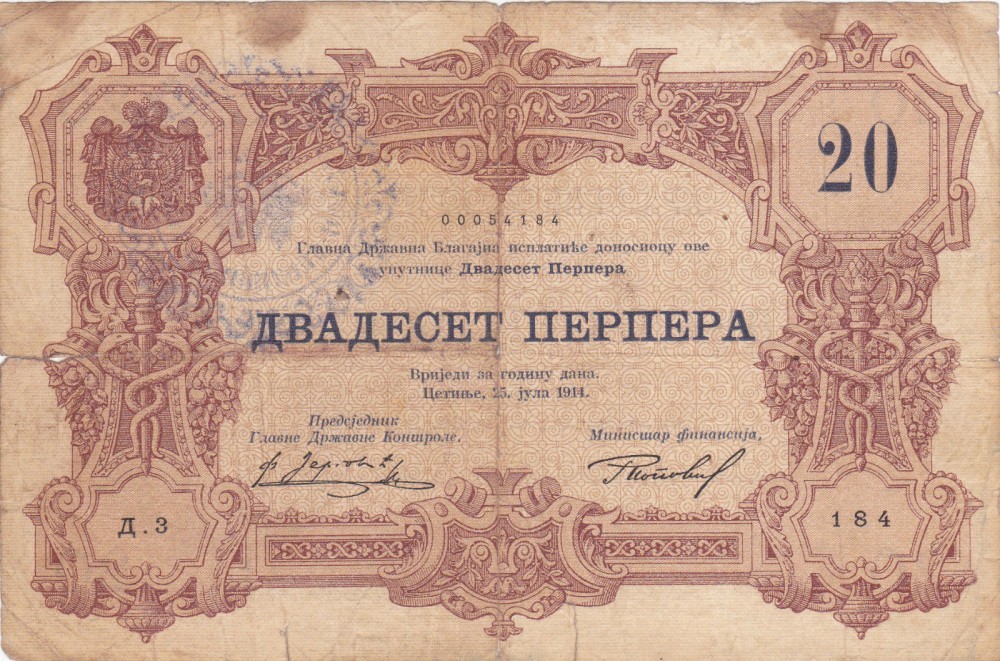 20
00054184
Главна Државна Благајна исплатиће доносиоцу ове
упутнице Двадесет Перпера
ДВАДЕСЕТ ПЕРПЕРА
Вриједи за годину дана.
Цетиње, 25. јула 1914.
Предсједник
Главне Државне Контроле.
Министар финансија,
Д.3
184